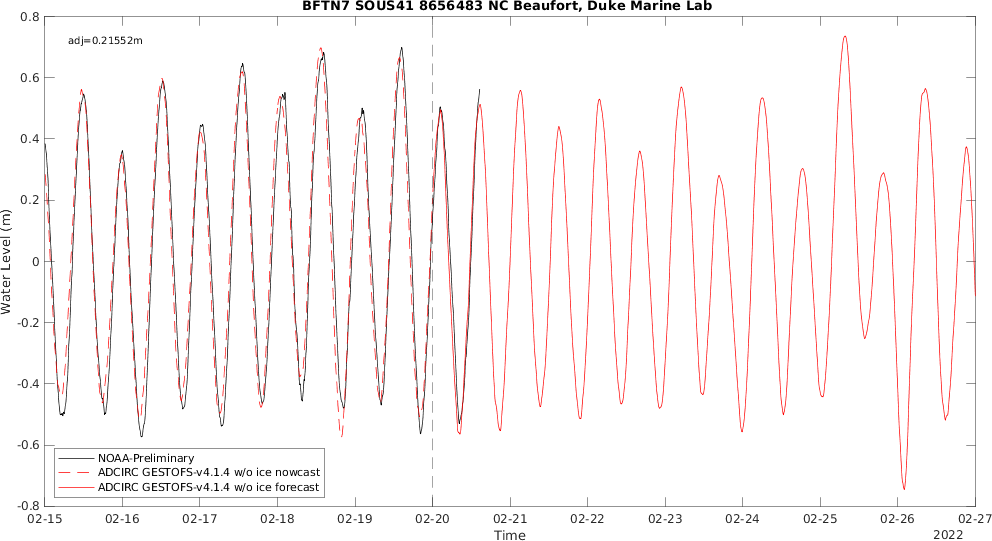 BFTN7 SOUS41 8656483 NC Beaufort, Duke Marine Lab
adj=0.21552m
0.8
0.6
0.4
0.2
0
-0.2
-0.4
-0.6
-0.8
Water Level (m)
NOAA-Preliminary
ADCIRC GESTOFS-v4.1.4 w/o ice nowcast
ADCIRC GESTOFS-v4.1.4 w/o ice forecast
02-15 02-16 02-17 02-18 02-19 02-20 02-21 02-22 02-23 02-24 02-25 02-26 02-27
Time
2022